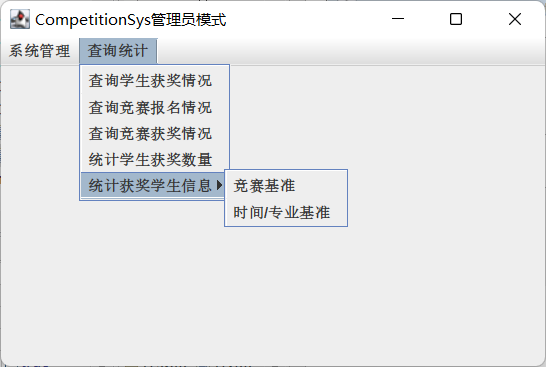 CompetitionSys管理员模式
系统管理 查询统计
查询学生获奖情况
查询竞赛报名情况
查询竞赛获奖情况
统计学生获奖数量
统计获奖学生信息 竞赛基准
时间/专业基准